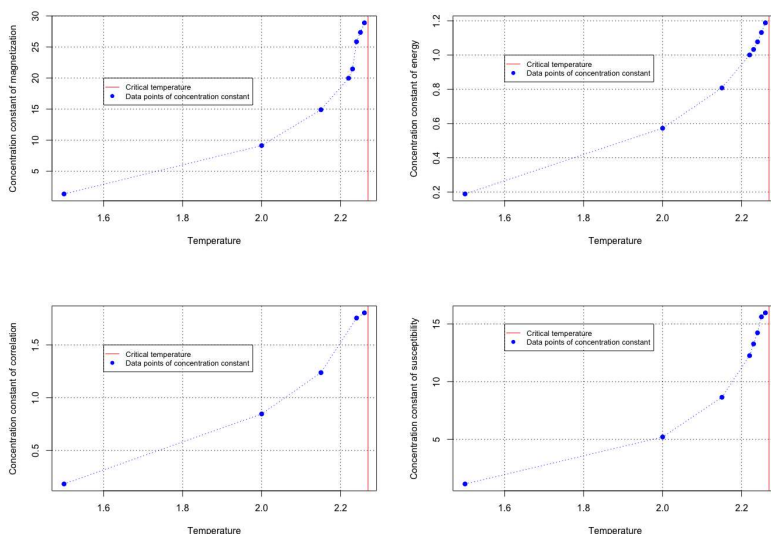 Concentration constant of magnetization
30
25
20
15
10
5
Critical temperature
Data points of concentration constant
1.6
1.8
2.0
2.2
Temperature
Concentration constant of energy
1.2
1.0
0.8
0.6
0.4
0.2
Critical temperature
Data points of concentration constant
1.6
1.8
2.0
2.2
Temperature
Concentration constant of correlation
1.5
1.0
0.5
Critical temperature
Data points of concentration constant
1.6
1.8
2.0
2.2
Temperature
Concentration constant of susceptibility
15
10
5
Critical temperature
Data points of concentration constant
1.6
1.8
2.0
2.2
Temperature